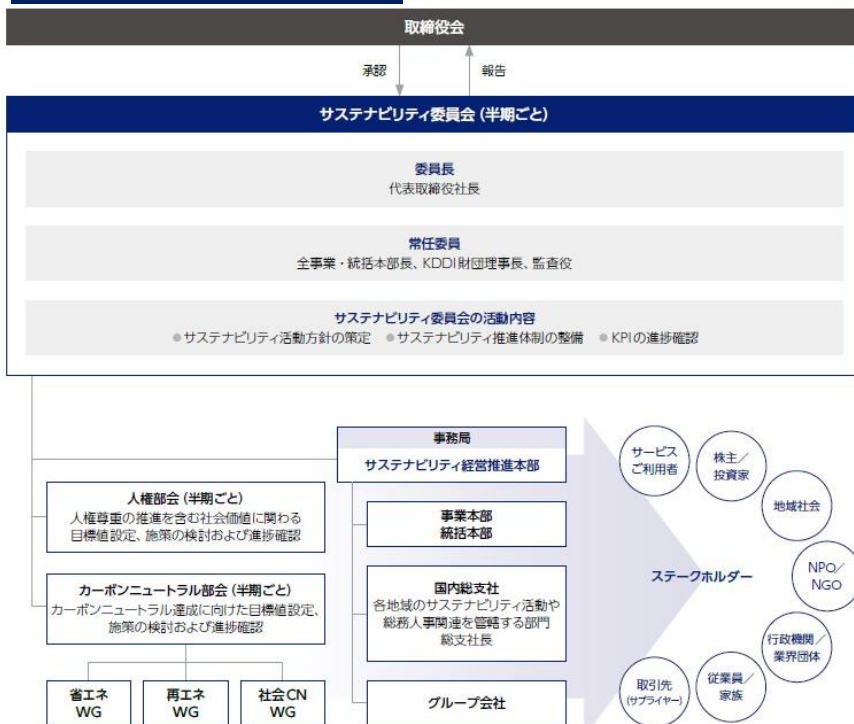 取締役会
承認
報告
サステナビリティ委員会（半期ごと）
委員長
代表取締役社長
常任委員
全事業・統括本部長、KDDI財団理事長、監査役
サステナビリティ委員会の活動内容
●サステナビリティ活動方針の策定 ●サステナビリティ推進体制の整備 ●KPIの進捗確認
人権部会（半期ごと）
人権尊重の推進を含む社会価値に関わる
目標値設定、施策の検討および進捗確認
カーボンニュートラル部会（半期ごと）
カーボンニュートラル達成に向けた目標値設定、
施策の検討および進捗確認
省エネ
WG
再エネ
WG
社会CN
WG
事務局
サステナビリティ経営推進本部
事業本部
統括本部
国内総支社
各地域のサステナビリティ活動や
総務人事関連を管轄する部門
総支社長
グループ会社
ステークホルダー
サービス
ご利用者
株主／
投資家
地域社会
NPO／
NGO
行政機関／
業界団体
従業員／
家族
取引先
(サプライヤー)